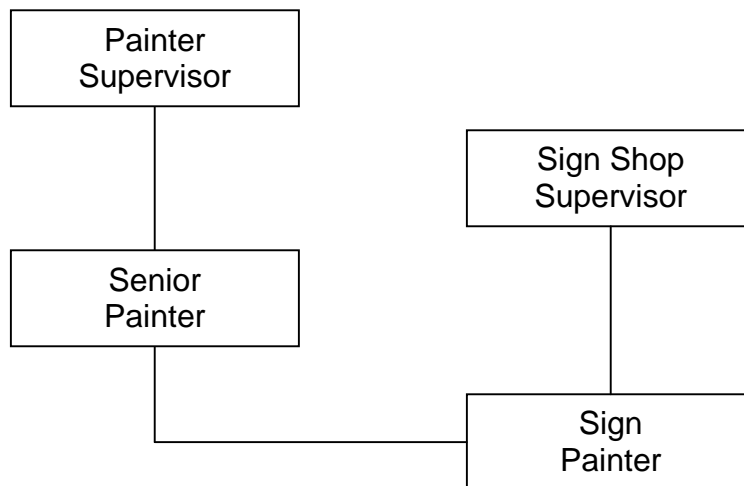 Painter
Supervisor
Sign Shop
Supervisor
Senior
Painter
Sign
Painter